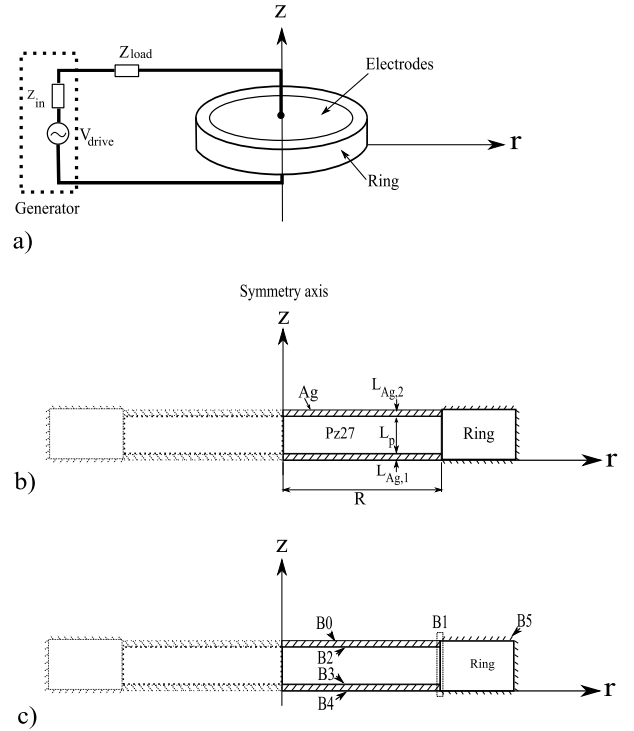 z
Z_load
Electrodes
Z_in
V_drive
r
Ring
Generator
a)
Symmetry axis
z
Ag
L_Ag,2
Pz27
L_p
Ring
L_Ag,1
r
R
b)
z
B0
B1
B5
B2
B3
Ring
B4
r
c)